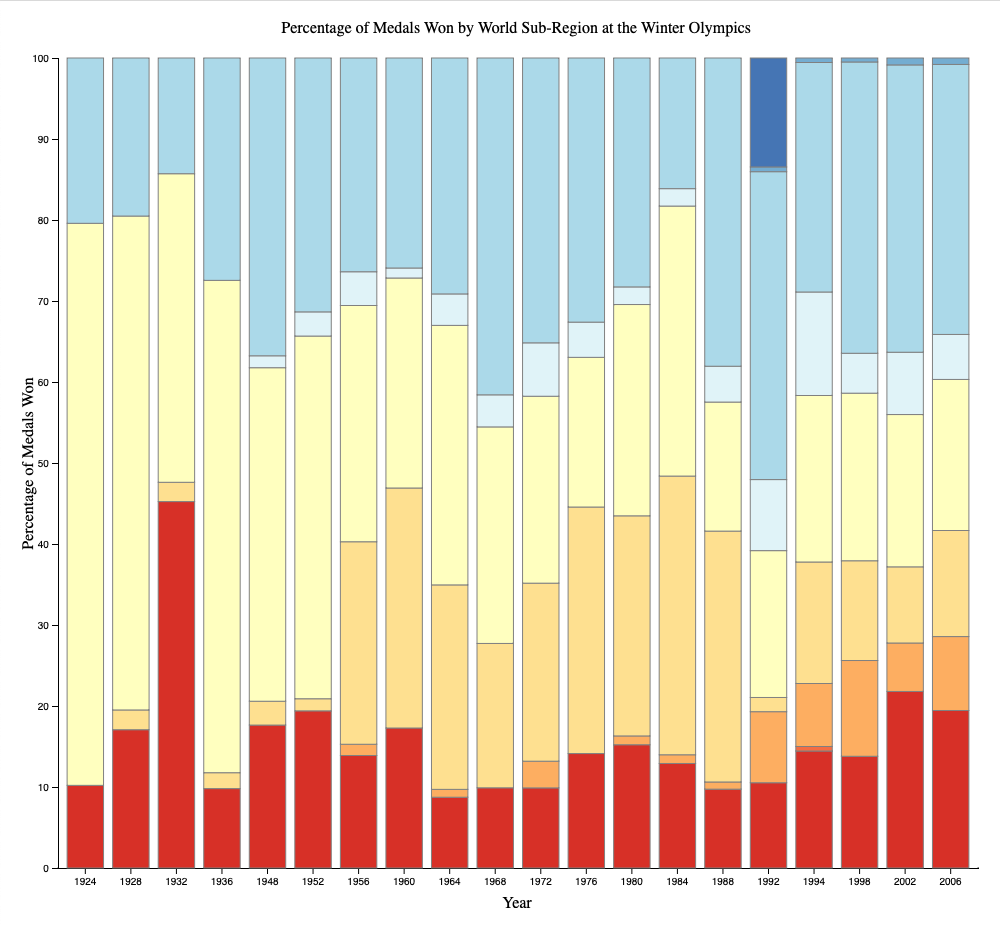 Percentage of Medals Won by World Sub-Region at the Winter Olympics
100
90
80
70
60
50
40
30
20
10
0
Percentage of Medals Won
1924 1928 1932 1936 1948 1952 1956 1960 1964 1968 1972 1976 1980 1984 1988 1992 1994 1998 2002 2006
Year